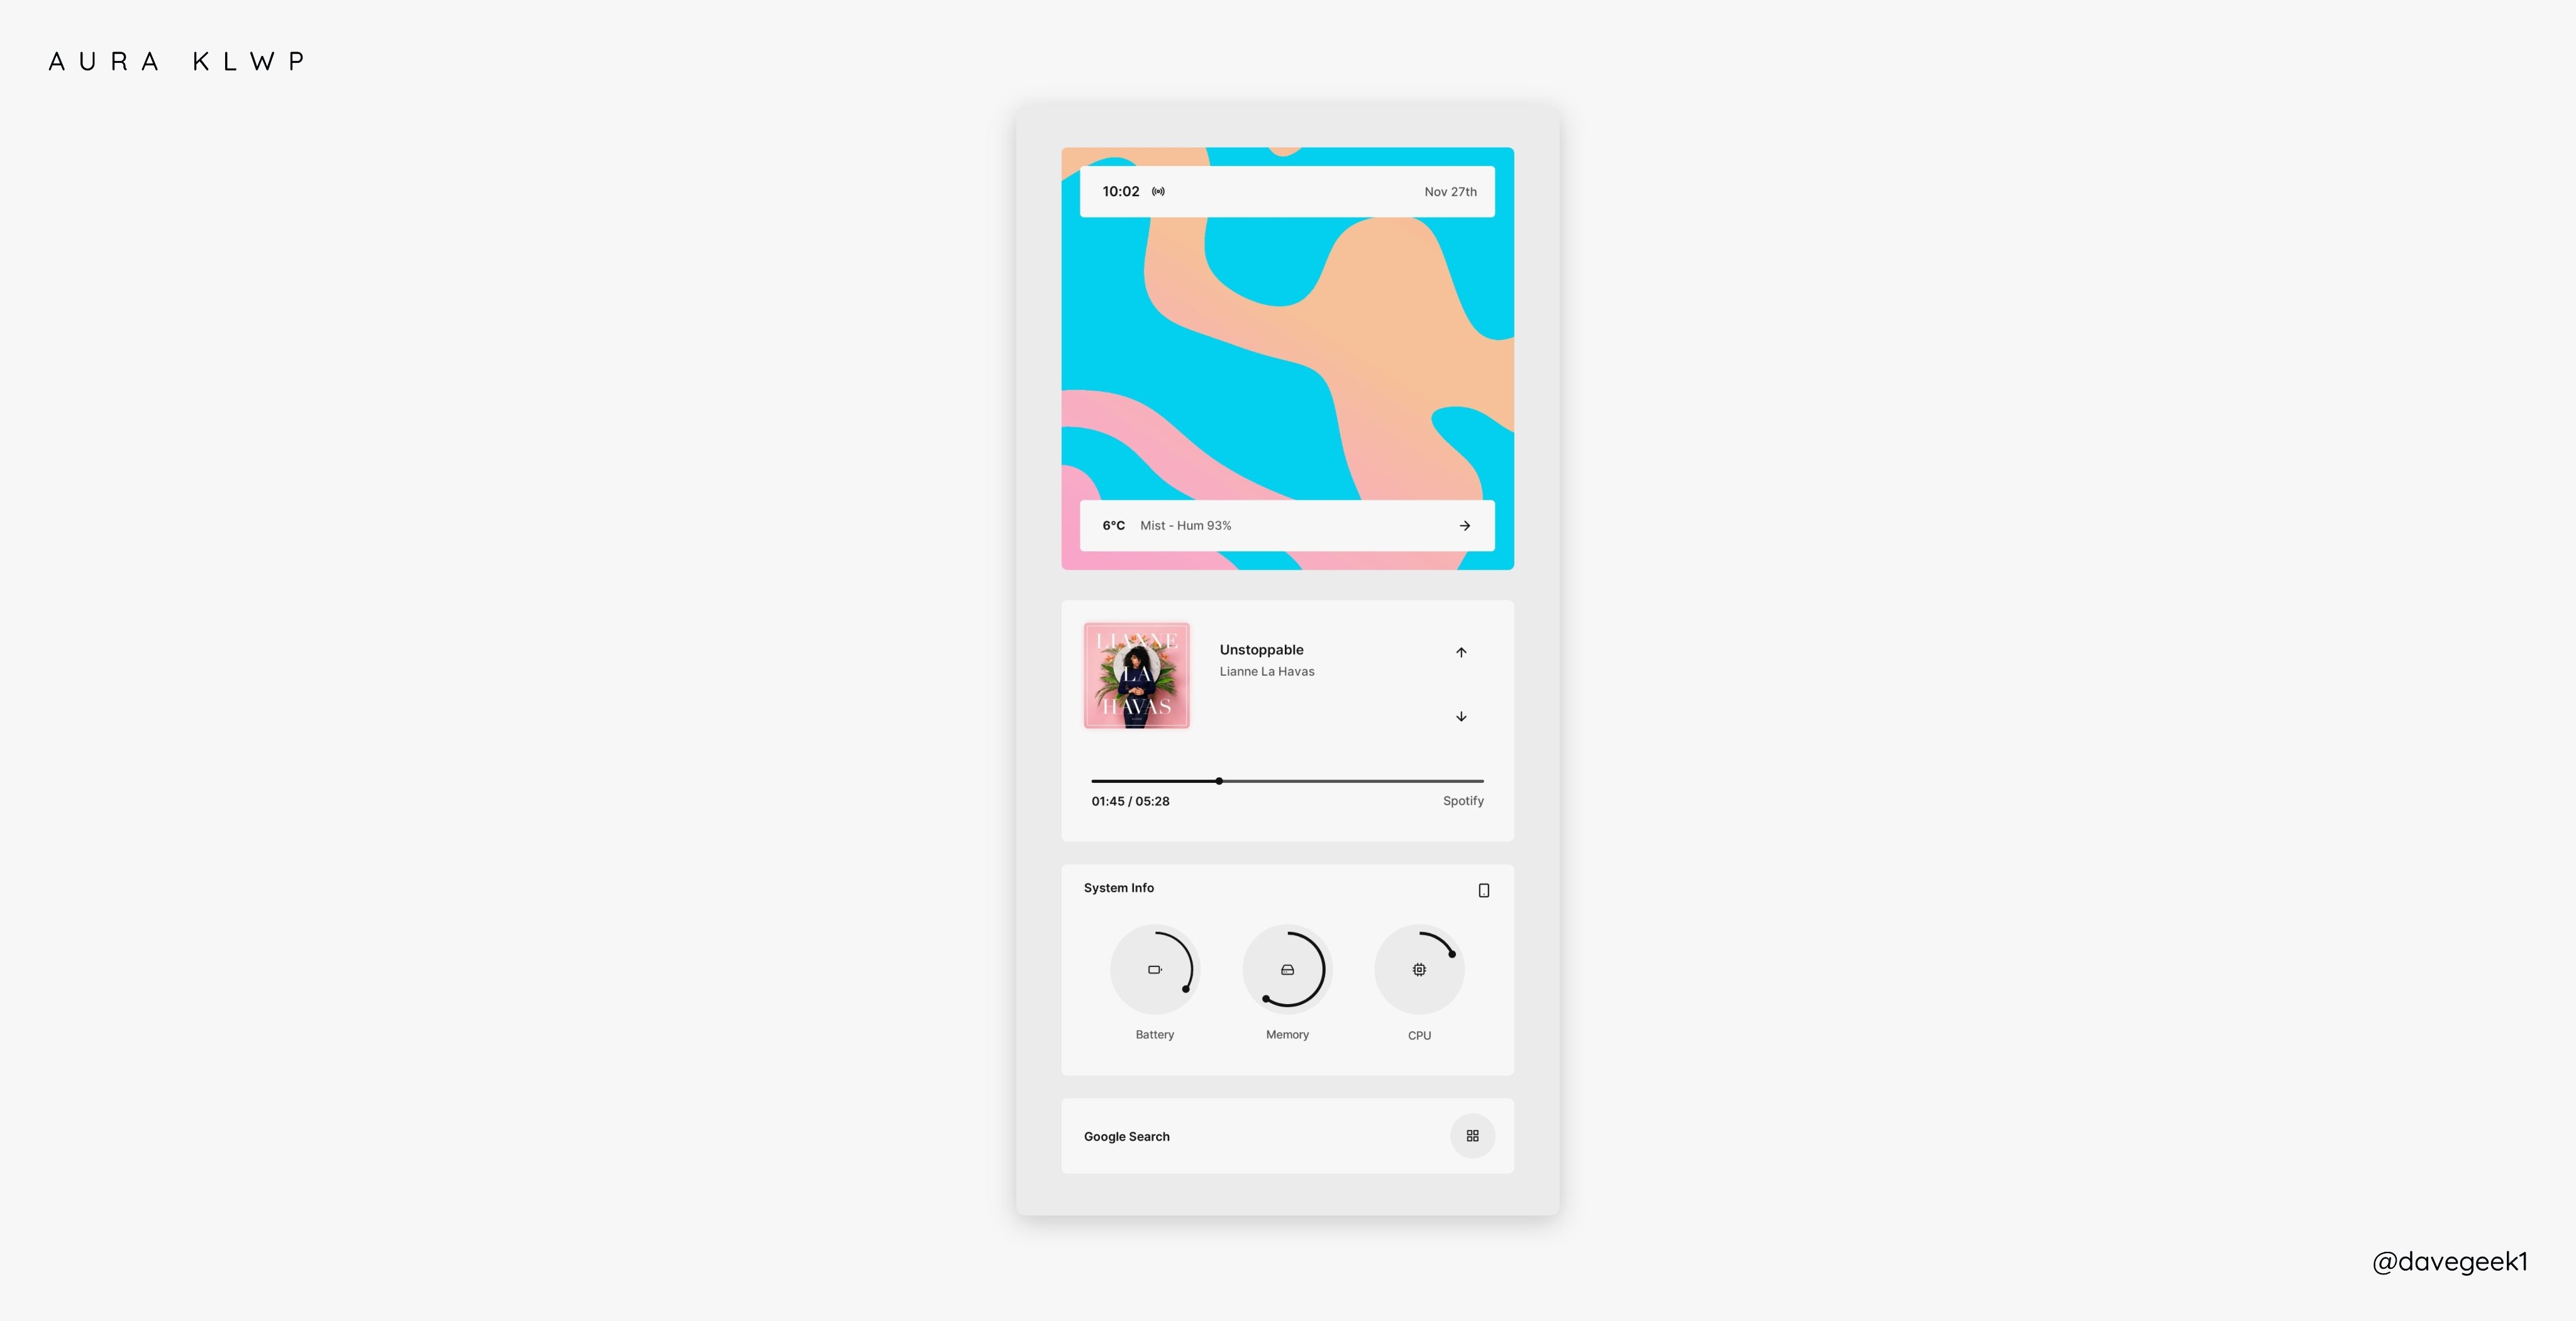 AURA KLWP
10:02
Nov 27th
6°C Mist - Hum 93%
LIANNE
LA
HAVAS
Unstoppable
Lianne La Havas
01:45 / 05:28
Spotify
System Info
Battery
Memory
CPU
Google Search
@davegeek1